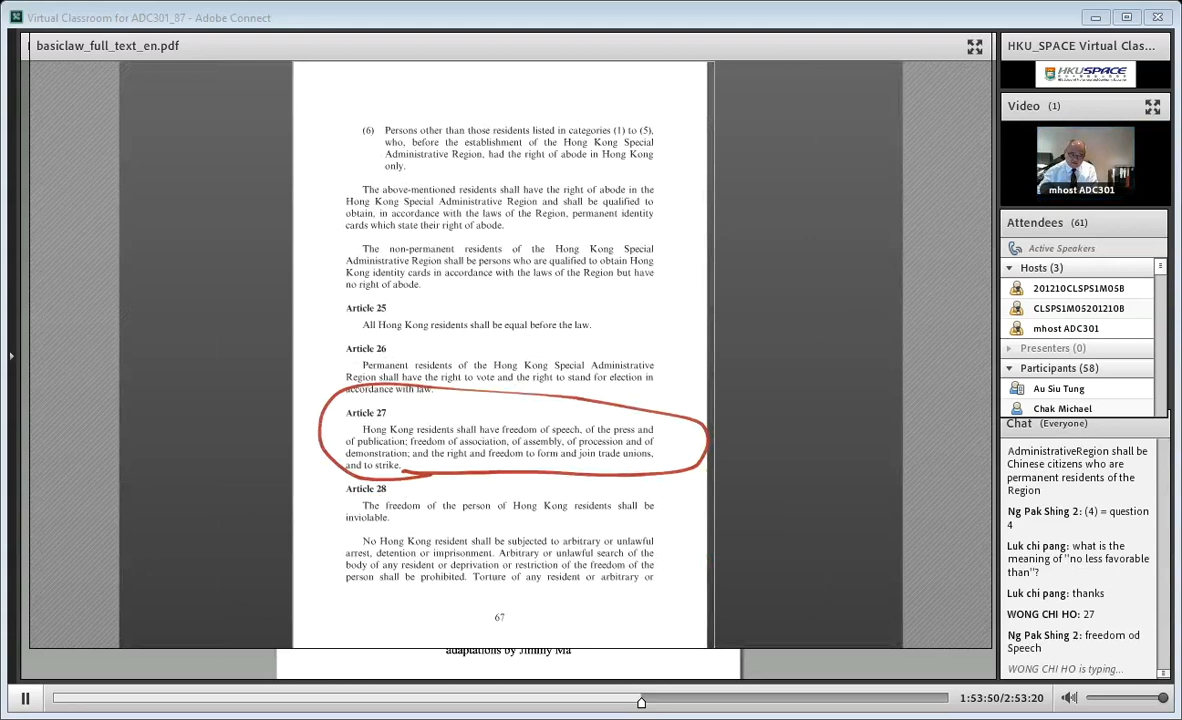 Virtual Classroom for ADC301_87 - Adobe Connect
basiclaw_full_text_en.pdf
(6) Persons other than those residents listed in categories (1) to (5),
who, before the establishment of the Hong Kong Special
Administrative Region, had the right of abode in Hong Kong
only.
The above-mentioned residents shall have the right of abode in the
Hong Kong Special Administrative Region and shall be qualified to
obtain, in accordance with the laws of the Region, permanent identity
cards which state their right of abode.
The non-permanent residents of the Hong Kong Special
Administrative Region shall be persons who are qualified to obtain Hong
Kong identity cards in accordance with the laws of the Region but have
no right of abode.
Article 25
All Hong Kong residents shall be equal before the law.
Article 26
Permanent residents of the Hong Kong Special Administrative
Region shall have the right to vote and the right to stand for election in
accordance with law.
Article 27
Hong Kong residents shall have freedom of speech, of the press and
of publication; freedom of association, of assembly, of procession and of
demonstration; and the right and freedom to form and join trade unions,
and to strike.
Article 28
The freedom of the person of Hong Kong residents shall be
inviolable.
No Hong Kong resident shall be subjected to arbitrary or unlawful
arrest, detention or imprisonment. Arbitrary or unlawful search of the
body of any resident or deprivation or restriction of the freedom of the
person shall be prohibited. Torture of any resident or arbitrary or
67
adaptations by Jimmy Ma
HKU_SPACE Virtual Clas...
HKU SPACE
Video (1)
mhost ADC301
Attendees (61)
Active Speakers
Hosts (3)
201210CLSPS1M05B
CLSPS1M05201210B
mhost ADC301
Presenters (0)
Participants (58)
Au Siu Tung
Chak Michael
Chat (Everyone)
AdministrativeRegion shall be
Chinese citizens who are
permanent residents of the
Region
Ng Pak Shing 2: (4) = question
4
Luk chi pang: what is the
meaning of "no less favorable
than"?
Luk chi pang: thanks
WONG CHI HO: 27
Ng Pak Shing 2: freedom od
Speech
WONG CHI HO is typing...
1:53:50/2:53:20